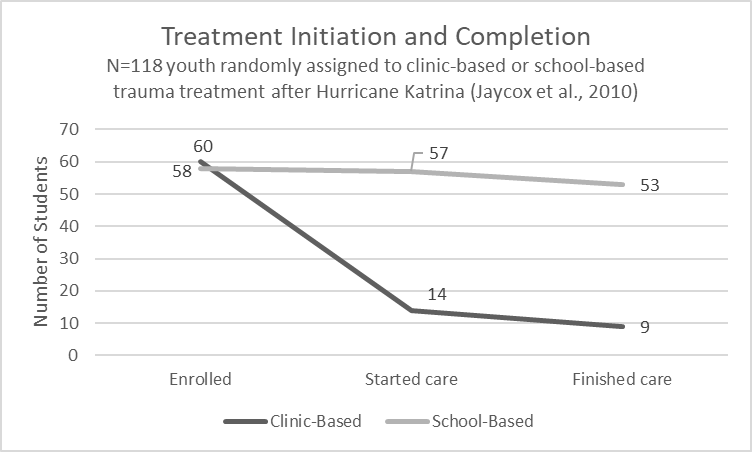 Treatment Initiation and Completion
N=118 youth randomly assigned to clinic-based or school-based
trauma treatment after Hurricane Katrina (Jaycox et al., 2010)
Number of Students
70
60
50
40
30
20
10
0
60
58
57
53
14
9
Enrolled
Started care
Finished care
Clinic-Based
School-Based